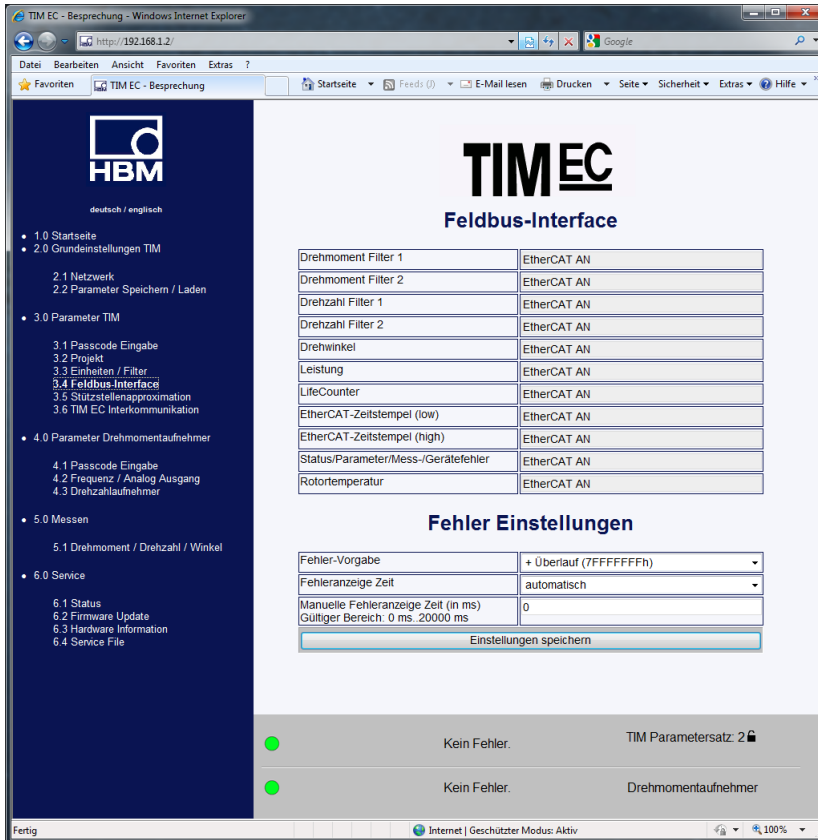 TIM EC - Besprechung - Windows Internet Explorer
http://192.168.1.2/
Google
Datei Bearbeiten Ansicht Favoriten Extras ?
Favoriten
TIM EC - Besprechung
Startseite Feeds (J) E-Mail lesen Drucken Seite Sicherheit Extras Hilfe
HBM
deutsch / englisch
1.0 Startseite
2.0 Grundeinstellungen TIM
2.1 Netzwerk
2.2 Parameter Speichern / Laden
3.0 Parameter TIM
3.1 Passcode Eingabe
3.2 Projekt
3.3 Einheiten / Filter
3.4 Feldbus-Interface
3.5 Stützstellenapproximation
3.6 TIM EC Interkommunikation
4.0 Parameter Drehmomentaufnehmer
4.1 Passcode Eingabe
4.2 Frequenz / Analog Ausgang
4.3 Drehzahlaufnehmer
5.0 Messen
5.1 Drehmoment / Drehzahl / Winkel
6.0 Service
6.1 Status
6.2 Firmware Update
6.3 Hardware Information
6.4 Service File
TIM EC
Feldbus-Interface
Drehmoment Filter 1 EtherCAT AN
Drehmoment Filter 2 EtherCAT AN
Drehzahl Filter 1 EtherCAT AN
Drehzahl Filter 2 EtherCAT AN
Drehwinkel EtherCAT AN
Leistung EtherCAT AN
LifeCounter EtherCAT AN
EtherCAT-Zeitstempel (low) EtherCAT AN
EtherCAT-Zeitstempel (high) EtherCAT AN
Status/Parameter/Mess-/Gerätefehler EtherCAT AN
Rotortemperatur EtherCAT AN
Fehler Einstellungen
Fehler-Vorgabe + Überlauf (7FFFFFFFh)
Fehleranzeige Zeit automatisch
Manuelle Fehleranzeige Zeit (in ms) 0
Gültiger Bereich: 0 ms..20000 ms
Einstellungen speichern
Kein Fehler. TIM Parametersatz: 2
Kein Fehler. Drehmomentaufnehmer
Fertig
Internet | Geschützter Modus: Aktiv
100%